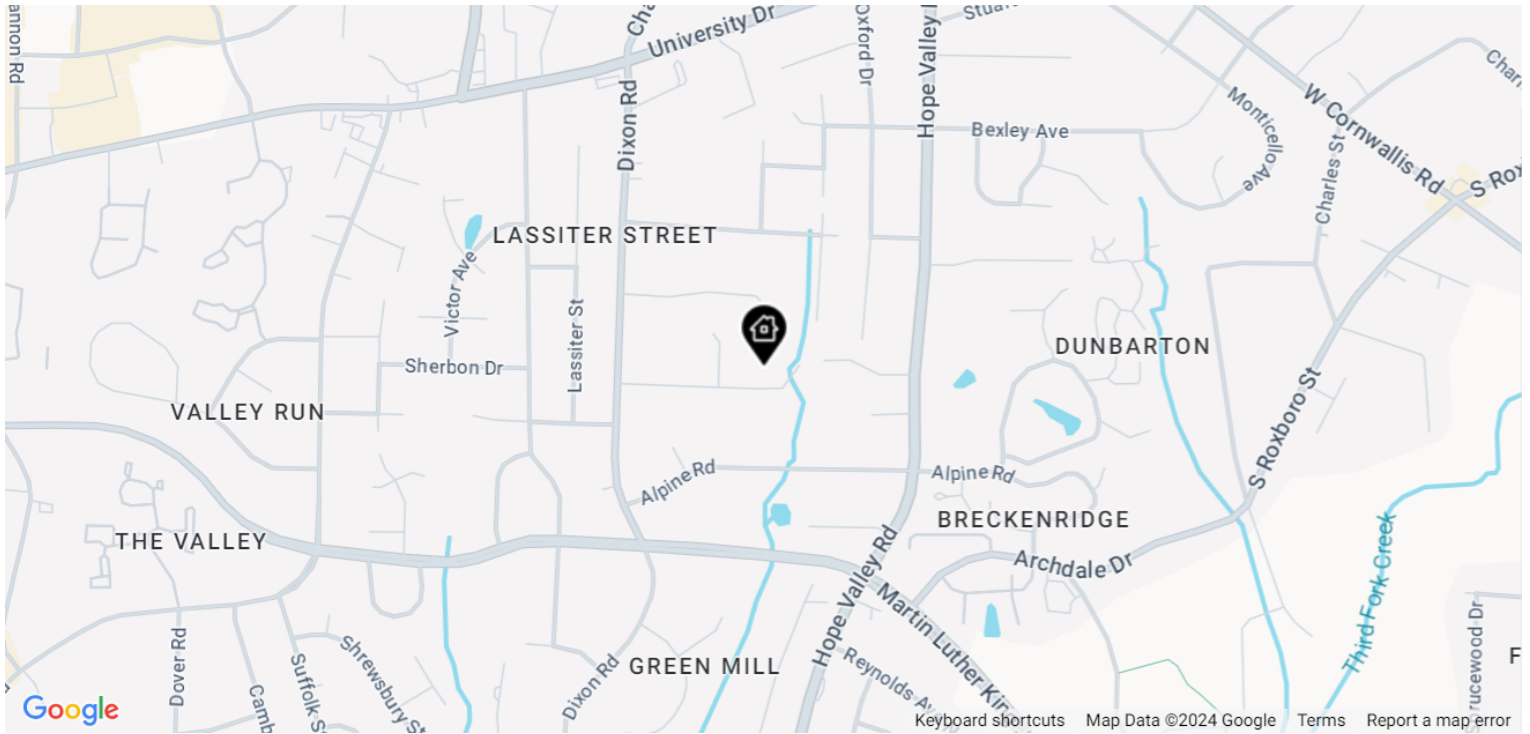 University Dr
Oxford Dr
Hope Valley
Dixon Rd
Bexley Ave
Monticello Ave
W Cornwallis Rd
Charles St
LASSITER STREET
Victor Ave
Lassiter St
Sherbon Dr
VALLEY RUN
DUNBARTON
S Roxboro St
Alpine Rd
Alpine Rd
BRECKENRIDGE
THE VALLEY
Archdale Dr
Hope Valley Rd
Martin Luther King
Third Fork Creek
GREEN MILL
Dover Rd
Suffolk S
Shrewsbury St
Dixon Rd
Reynolds Av
Google
Keyboard shortcuts Map Data ©2024 Google Terms Report a map error